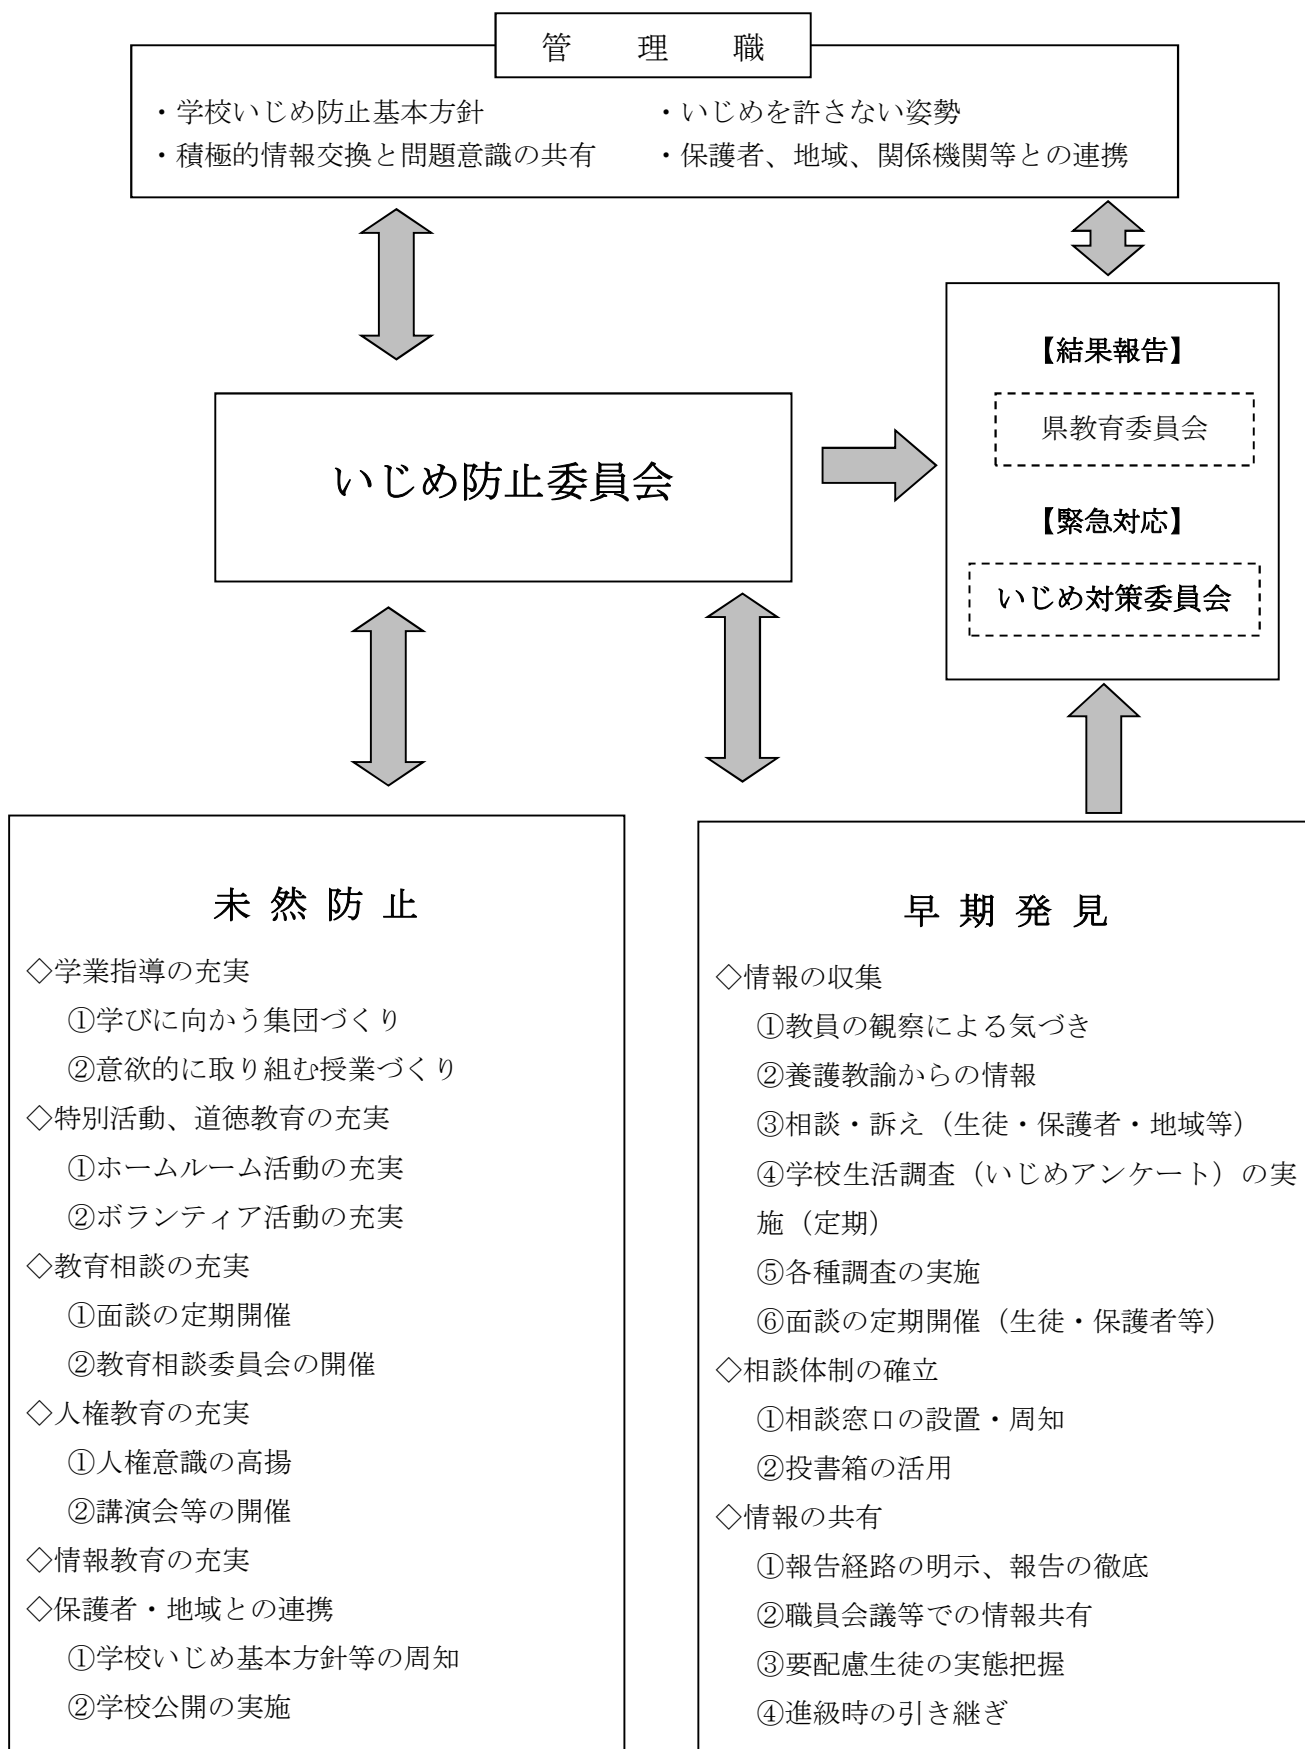 管　理　職
・学校いじめ防止基本方針
・いじめを許さない姿勢
・積極的情報交換と問題意識の共有
・保護者、地域、関係機関等との連携
【結果報告】
県教育委員会
いじめ防止委員会
【緊急対応】
いじめ対策委員会
未然防止
◇学業指導の充実
①学びに向かう集団づくり
②意欲的に取り組む授業づくり
◇特別活動、道徳教育の充実
①ホームルーム活動の充実
②ボランティア活動の充実
◇教育相談の充実
①面談の定期開催
②教育相談委員会の開催
◇人権教育の充実
①人権意識の高揚
②講演会等の開催
◇情報教育の充実
◇保護者・地域との連携
①学校いじめ基本方針等の周知
②学校公開の実施
早期発見
◇情報の収集
①教員の観察による気づき
②養護教諭からの情報
③相談・訴え（生徒・保護者・地域等）
④学校生活調査（いじめアンケート）の実
施（定期）
⑤各種調査の実施
⑥面談の定期開催（生徒・保護者等）
◇相談体制の確立
①相談窓口の設置・周知
②投書箱の活用
◇情報の共有
①報告経路の明示、報告の徹底
②職員会議等での情報共有
③要配慮生徒の実態把握
④進級時の引き継ぎ